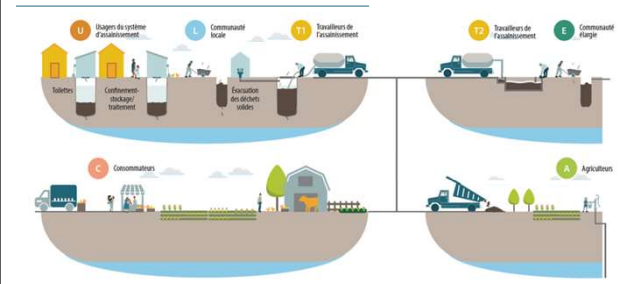 U
Usagers du système
d'assainissement
L
Communauté
locale
T1
Travailleurs de
l'assainissement
T2
Travailleurs de
l'assainissement
E
Communauté
élargie
Toilettes
Confinement-
stockage/
traitement
Évacuation
des déchets
solides
C
Consommateurs
A
Agriculteurs